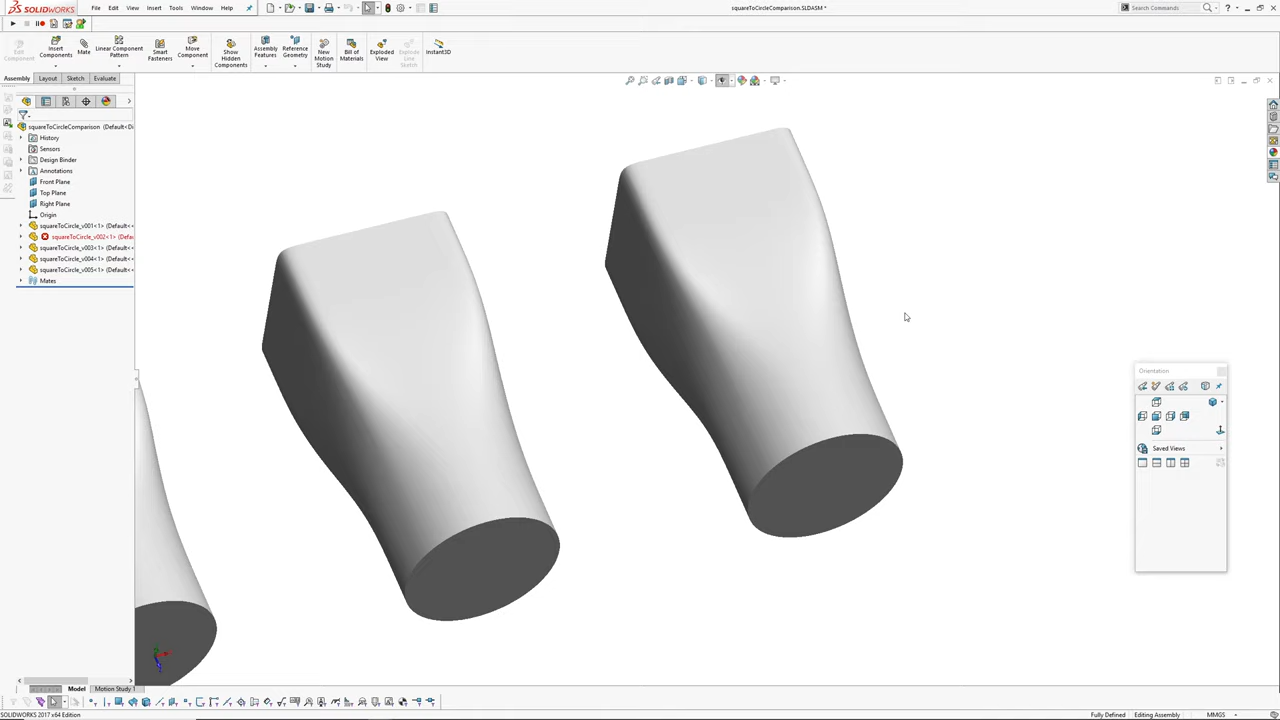 SOLIDWORKS
File Edit View Insert Tools Window Help
squareToCircleComparison.SLDASM *
Search Commands
Edit Component
Insert Components
Mate
Linear Component Pattern
Smart Fasteners
Move Component
Show Hidden Components
Assembly Features
Reference Geometry
New Motion Study
Bill of Materials
Exploded View
Explode Line Sketch
Instant3D
Assembly Layout Sketch Evaluate
squareToCircleComparison (Default<Di
History
Sensors
Design Binder
Annotations
Front Plane
Top Plane
Right Plane
Origin
squareToCircle_v001<1> (Default<<
squareToCircle_v002<1> (Defau
squareToCircle_v003<1> (Default<<
squareToCircle_v004<1> (Default<<
squareToCircle_v005<1> (Default<<
Mates
Orientation
Saved Views
Model Motion Study 1
SOLIDWORKS 2017 x64 Edition
Fully Defined Editing Assembly MMGS